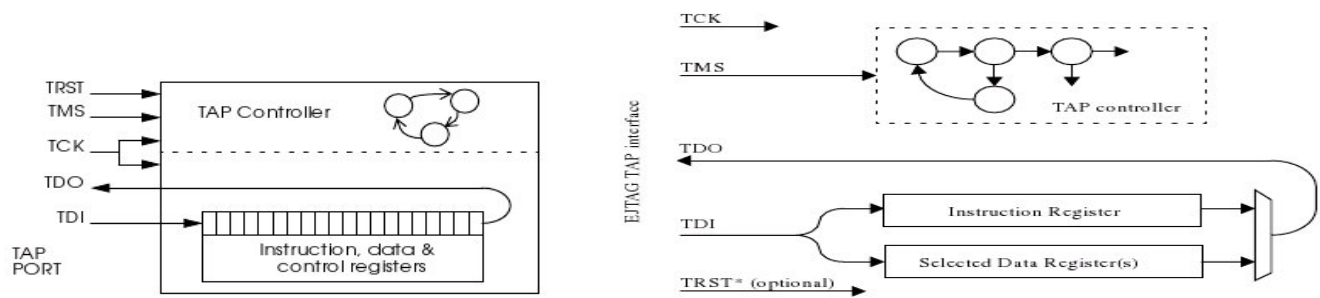 TRST
TMS
TCK
TDO
TDI
TAP
PORT
TAP Controller
Instruction, data &
control registers
EJTAG TAP interface
TCK
TMS
TAP controller
TDO
TDI
Instruction Register
Selected Data Register(s)
TRST* (optional)